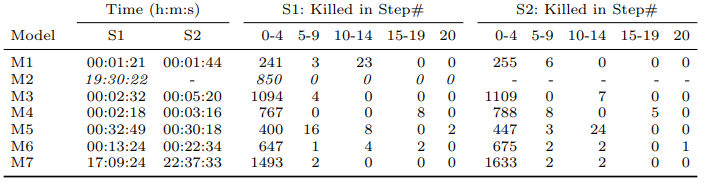 Time (h:m:s) S1: Killed in Step# S2: Killed in Step#
Model S1 S2 0-4 5-9 10-14 15-19 20 0-4 5-9 10-14 15-19 20
M1 00:01:21 00:01:44 241 3 23 0 0 255 6 0 0 0
M2 19:30:22 - 850 0 0 0 0 - - - - -
M3 00:02:32 00:05:20 1094 4 0 0 0 1109 0 7 0 0
M4 00:02:18 00:03:16 767 0 0 8 0 788 8 0 5 0
M5 00:32:49 00:30:18 400 16 8 0 2 447 3 24 0 0
M6 00:13:24 00:22:34 647 1 4 2 0 675 2 2 0 1
M7 17:09:24 22:37:33 1493 2 0 0 0 1633 2 2 0 0